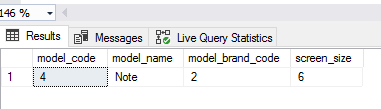 146 %
Results Messages Live Query Statistics
model_code model_name model_brand_code screen_size
1 4 Note 2 6